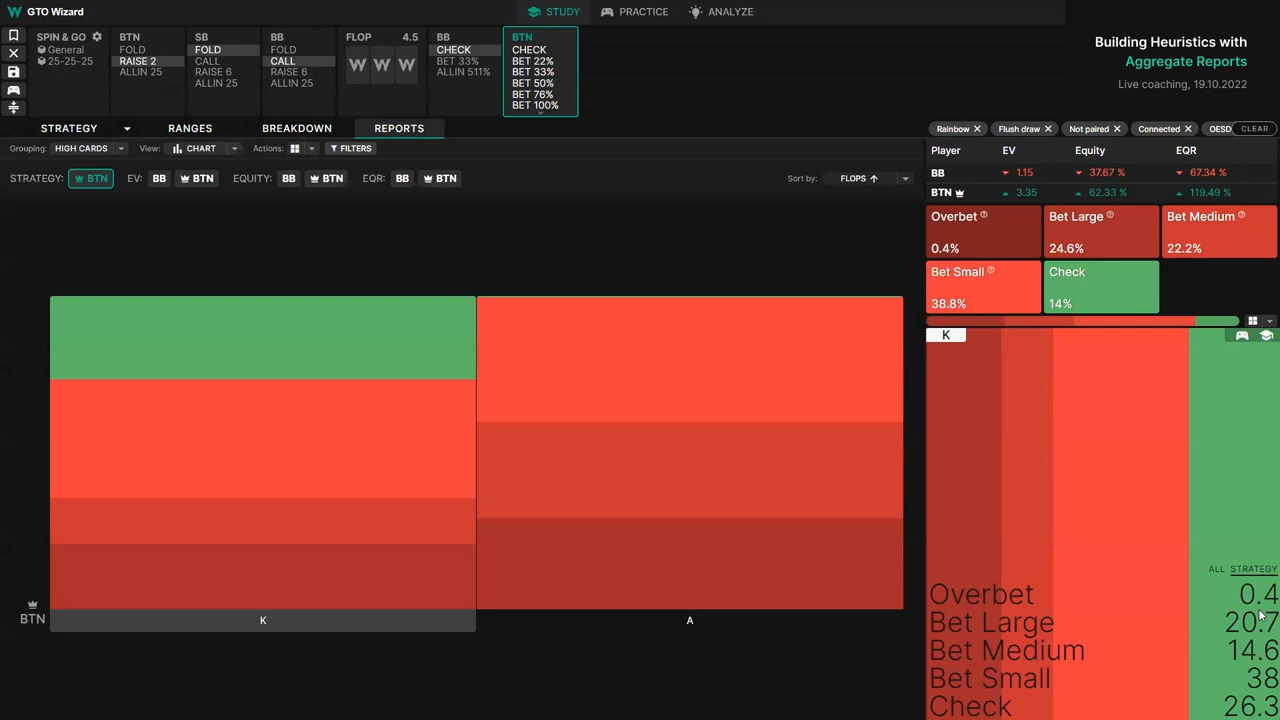 GTO Wizard
STUDY
PRACTICE
ANALYZE
SPIN & GO
General
25-25-25
BTN
FOLD
RAISE 2
ALLIN 25
SB
FOLD
CALL
RAISE 6
ALLIN 25
BB
FOLD
CALL
RAISE 6
ALLIN 25
FLOP 4.5
W W W
BB
CHECK
BET 33%
ALLIN 511%
BTN
CHECK
BET 22%
BET 33%
BET 50%
BET 76%
BET 100%
Building Heuristics with
Aggregate Reports
Live coaching, 19.10.2022
STRATEGY
RANGES
BREAKDOWN
REPORTS
Grouping: HIGH CARDS View: CHART Actions: FILTERS
STRATEGY: BTN EV: BB BTN EQUITY: BB BTN EQR: BB BTN
Sort by: FLOPS
Rainbow Flush draw Not paired Connected OESD CLEAR
Player EV Equity EQR
BB 1.15 37.67 % 67.34 %
BTN 3.35 62.33 % 119.49 %
Overbet
0.4%
Bet Large
24.6%
Bet Medium
22.2%
Bet Small
38.8%
Check
14%
K
ALL STRATEGY
Overbet 0.4
Bet Large 20.7
Bet Medium 14.6
Bet Small 38
Check 26.3
BTN
K
A